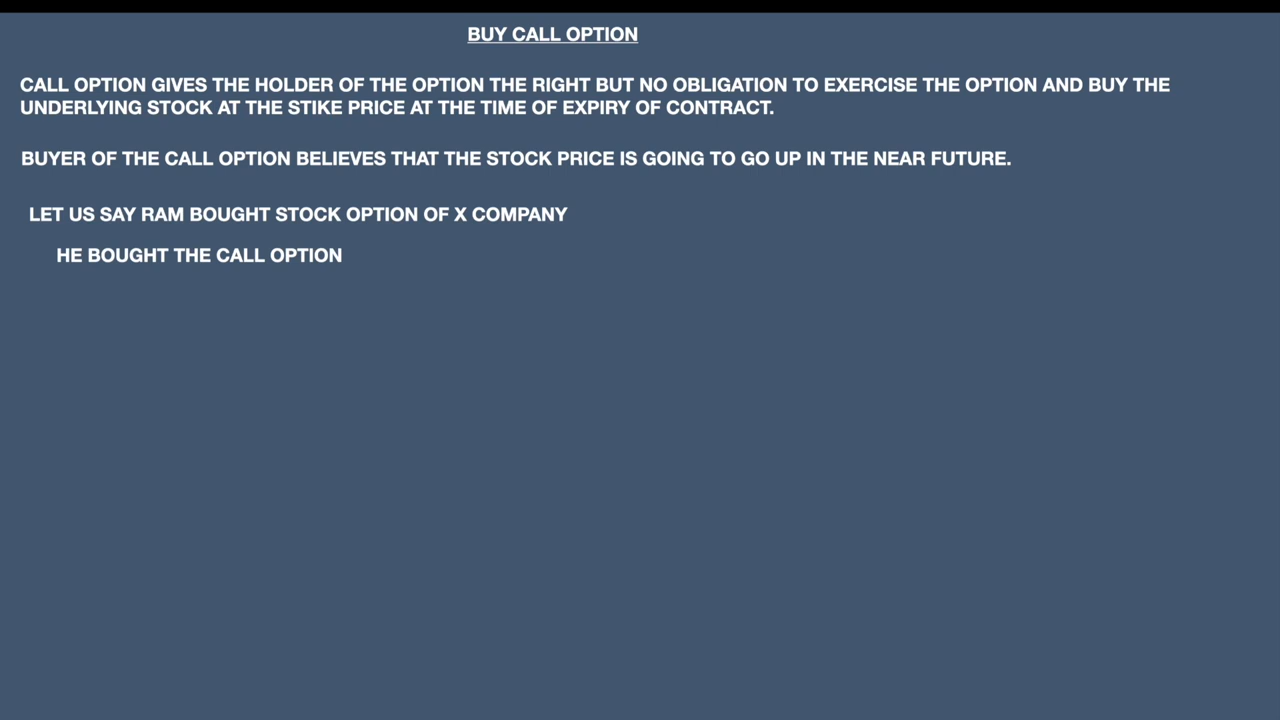 BUY CALL OPTION
CALL OPTION GIVES THE HOLDER OF THE OPTION THE RIGHT BUT NO OBLIGATION TO EXERCISE THE OPTION AND BUY THE
UNDERLYING STOCK AT THE STIKE PRICE AT THE TIME OF EXPIRY OF CONTRACT.
BUYER OF THE CALL OPTION BELIEVES THAT THE STOCK PRICE IS GOING TO GO UP IN THE NEAR FUTURE.
LET US SAY RAM BOUGHT STOCK OPTION OF X COMPANY
HE BOUGHT THE CALL OPTION